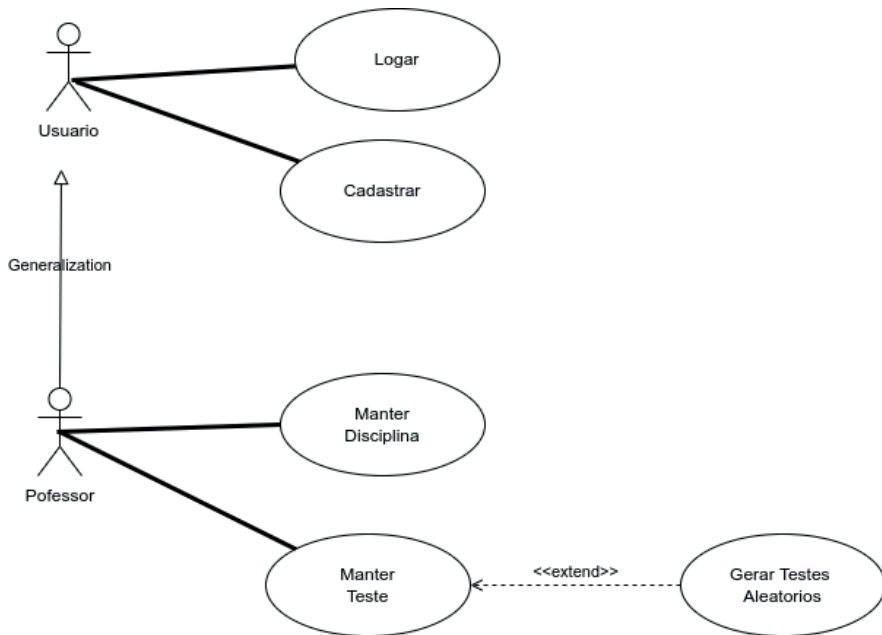 Logar
Usuario
Cadastrar
Generalization
Manter
Disciplina
Pofessor
Manter
Teste
<<extend>>
Gerar Testes
Aleatorios